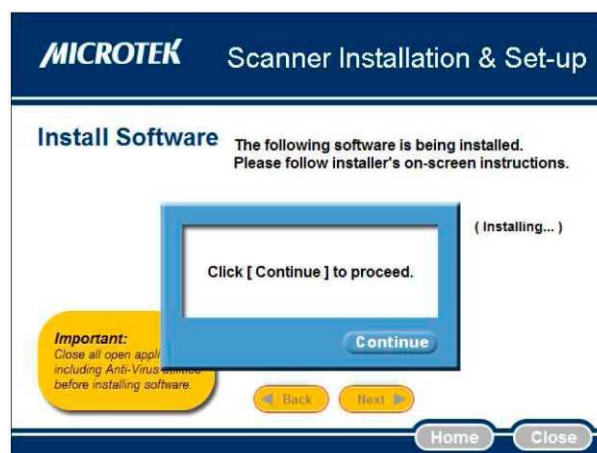 MICROTEK
Scanner Installation & Set-up
Install Software
The following software is being installed.
Please follow installer's on-screen instructions.
( Installing... )
Click [ Continue ] to proceed.
Continue
Important:
Close all open appli
including Anti-Virus utilities
before installing software.
Back
Next
Home
Close